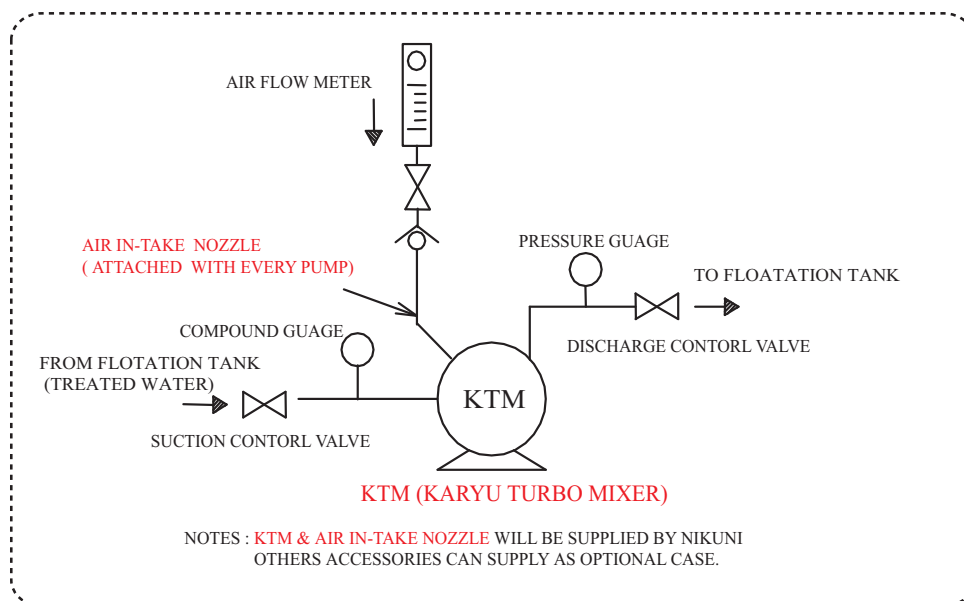 AIR FLOW METER
AIR IN-TAKE NOZZLE
( ATTACHED WITH EVERY PUMP)
PRESSURE GUAGE
TO FLOATATION TANK
COMPOUND GUAGE
DISCHARGE CONTORL VALVE
FROM FLOTATION TANK
(TREATED WATER)
KTM
SUCTION CONTORL VALVE
KTM (KARYU TURBO MIXER)
NOTES : KTM & AIR IN-TAKE NOZZLE WILL BE SUPPLIED BY NIKUNI
OTHERS ACCESSORIES CAN SUPPLY AS OPTIONAL CASE.